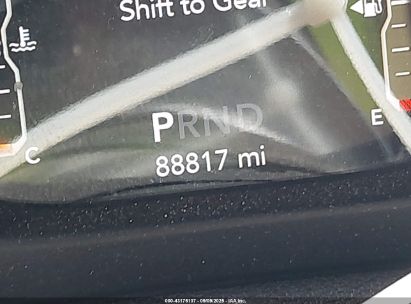 Shift to Gear
PRND
E
C
88817 mi